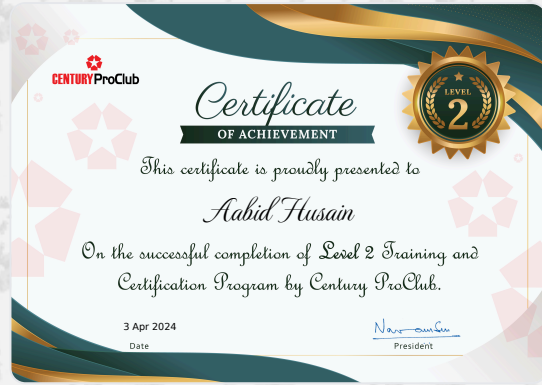 CENTURY ProClub
LEVEL
2
Certificate
OF ACHIEVEMENT
This certificate is proudly presented to
Aabid Husain
On the successful completion of Level 2 Training and
Certification Program by Century ProClub.
3 Apr 2024
Date
President